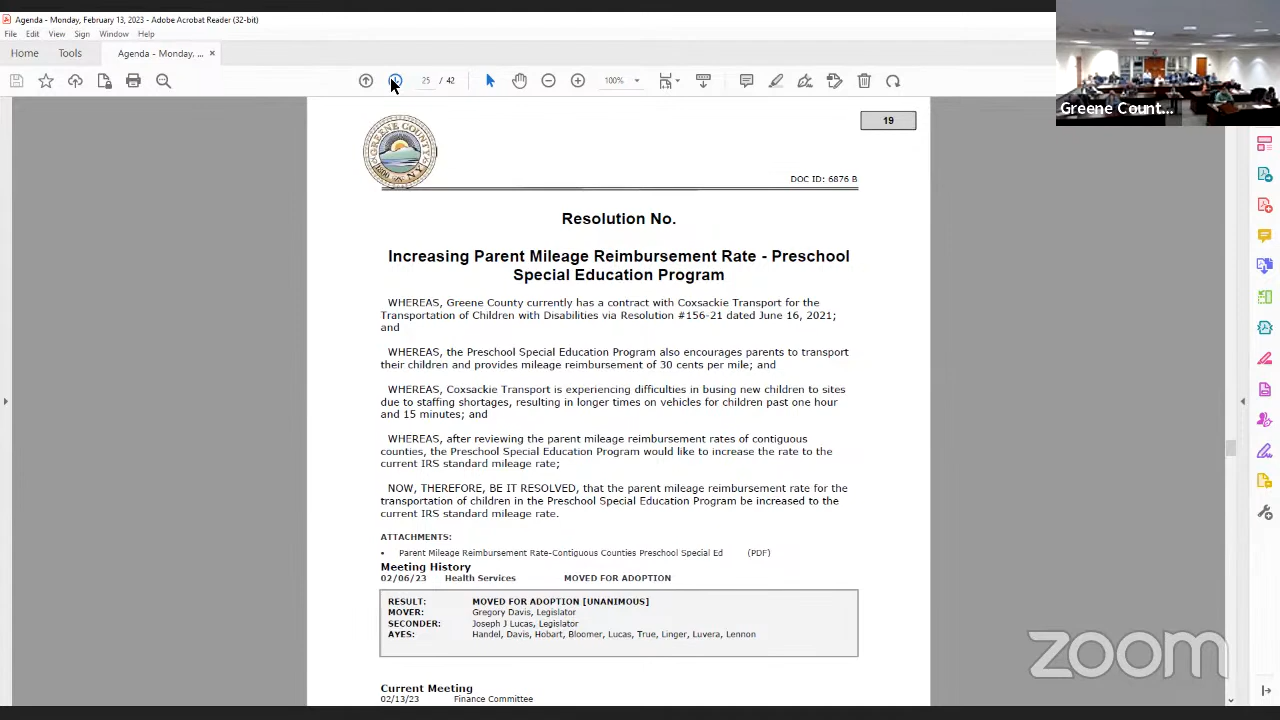 Agenda - Monday, February 13, 2023 - Adobe Acrobat Reader (32-bit)
File Edit View Sign Window Help
Home Tools Agenda - Monday, ... ×
25 / 42 100%
Greene Count...
19
GREENE COUNTY
1800 N.Y.
DOC ID: 6876 B
Resolution No.
Increasing Parent Mileage Reimbursement Rate - Preschool
Special Education Program
WHEREAS, Greene County currently has a contract with Coxsackie Transport for the
Transportation of Children with Disabilities via Resolution #156-21 dated June 16, 2021;
and
WHEREAS, the Preschool Special Education Program also encourages parents to transport
their children and provides mileage reimbursement of 30 cents per mile; and
WHEREAS, Coxsackie Transport is experiencing difficulties in busing new children to sites
due to staffing shortages, resulting in longer times on vehicles for children past one hour
and 15 minutes; and
WHEREAS, after reviewing the parent mileage reimbursement rates of contiguous
counties, the Preschool Special Education Program would like to increase the rate to the
current IRS standard mileage rate;
NOW, THEREFORE, BE IT RESOLVED, that the parent mileage reimbursement rate for the
transportation of children in the Preschool Special Education Program be increased to the
current IRS standard mileage rate.
ATTACHMENTS:
• Parent Mileage Reimbursement Rate-Contiguous Counties Preschool Special Ed (PDF)
Meeting History
02/06/23 Health Services MOVED FOR ADOPTION
RESULT: MOVED FOR ADOPTION [UNANIMOUS]
MOVER: Gregory Davis, Legislator
SECONDER: Joseph J Lucas, Legislator
AYES: Handel, Davis, Hobart, Bloomer, Lucas, True, Linger, Luvera, Lennon
zoom
Current Meeting
02/13/23 Finance Committee